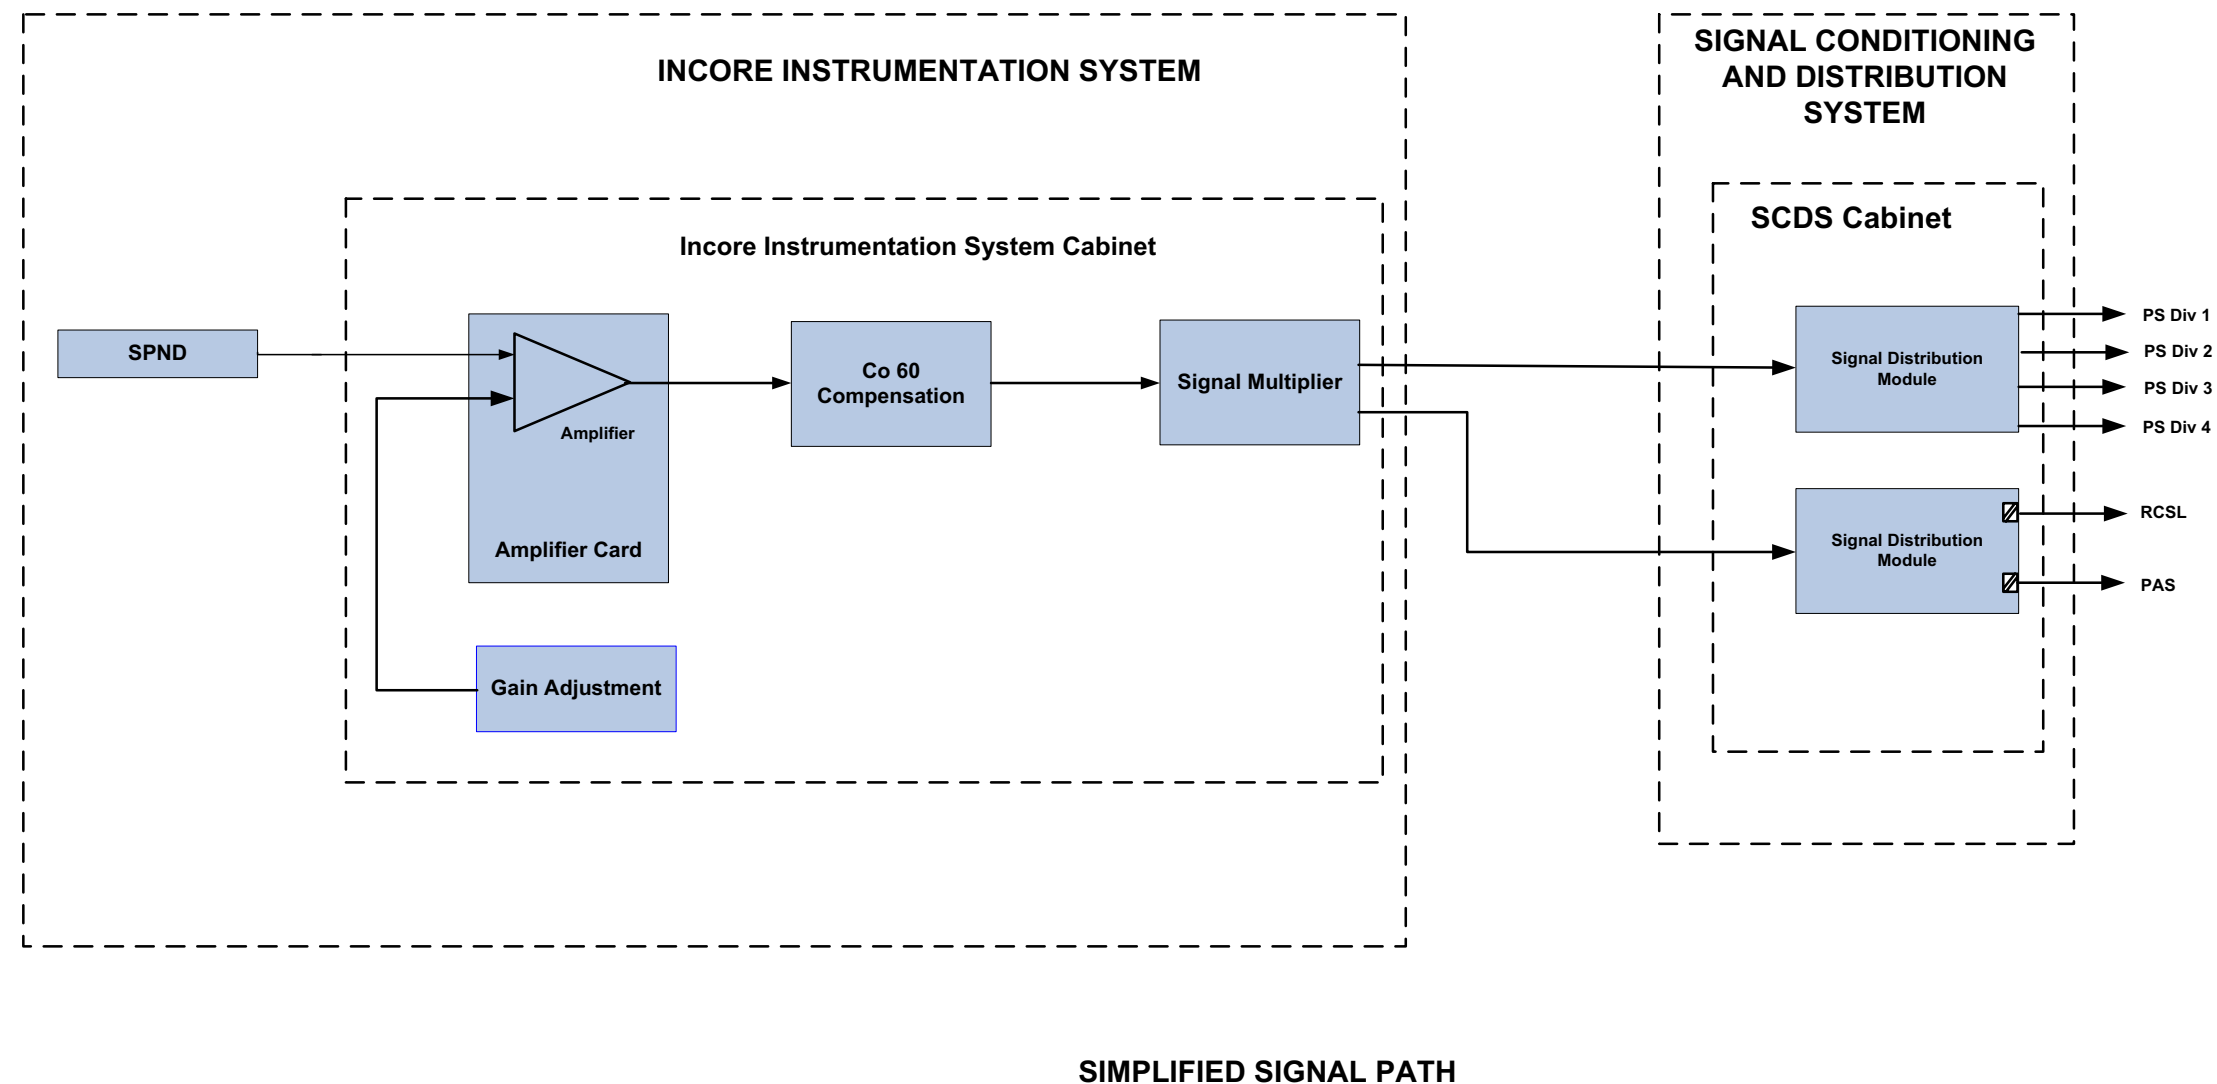 INCORE INSTRUMENTATION SYSTEM
SIGNAL CONDITIONING
AND DISTRIBUTION
SYSTEM
Incore Instrumentation System Cabinet
SCDS Cabinet
SPND
Amplifier
Amplifier Card
Gain Adjustment
Co 60
Compensation
Signal Multiplier
Signal Distribution
Module
PS Div 1
PS Div 2
PS Div 3
PS Div 4
Signal Distribution
Module
RCSL
PAS
SIMPLIFIED SIGNAL PATH